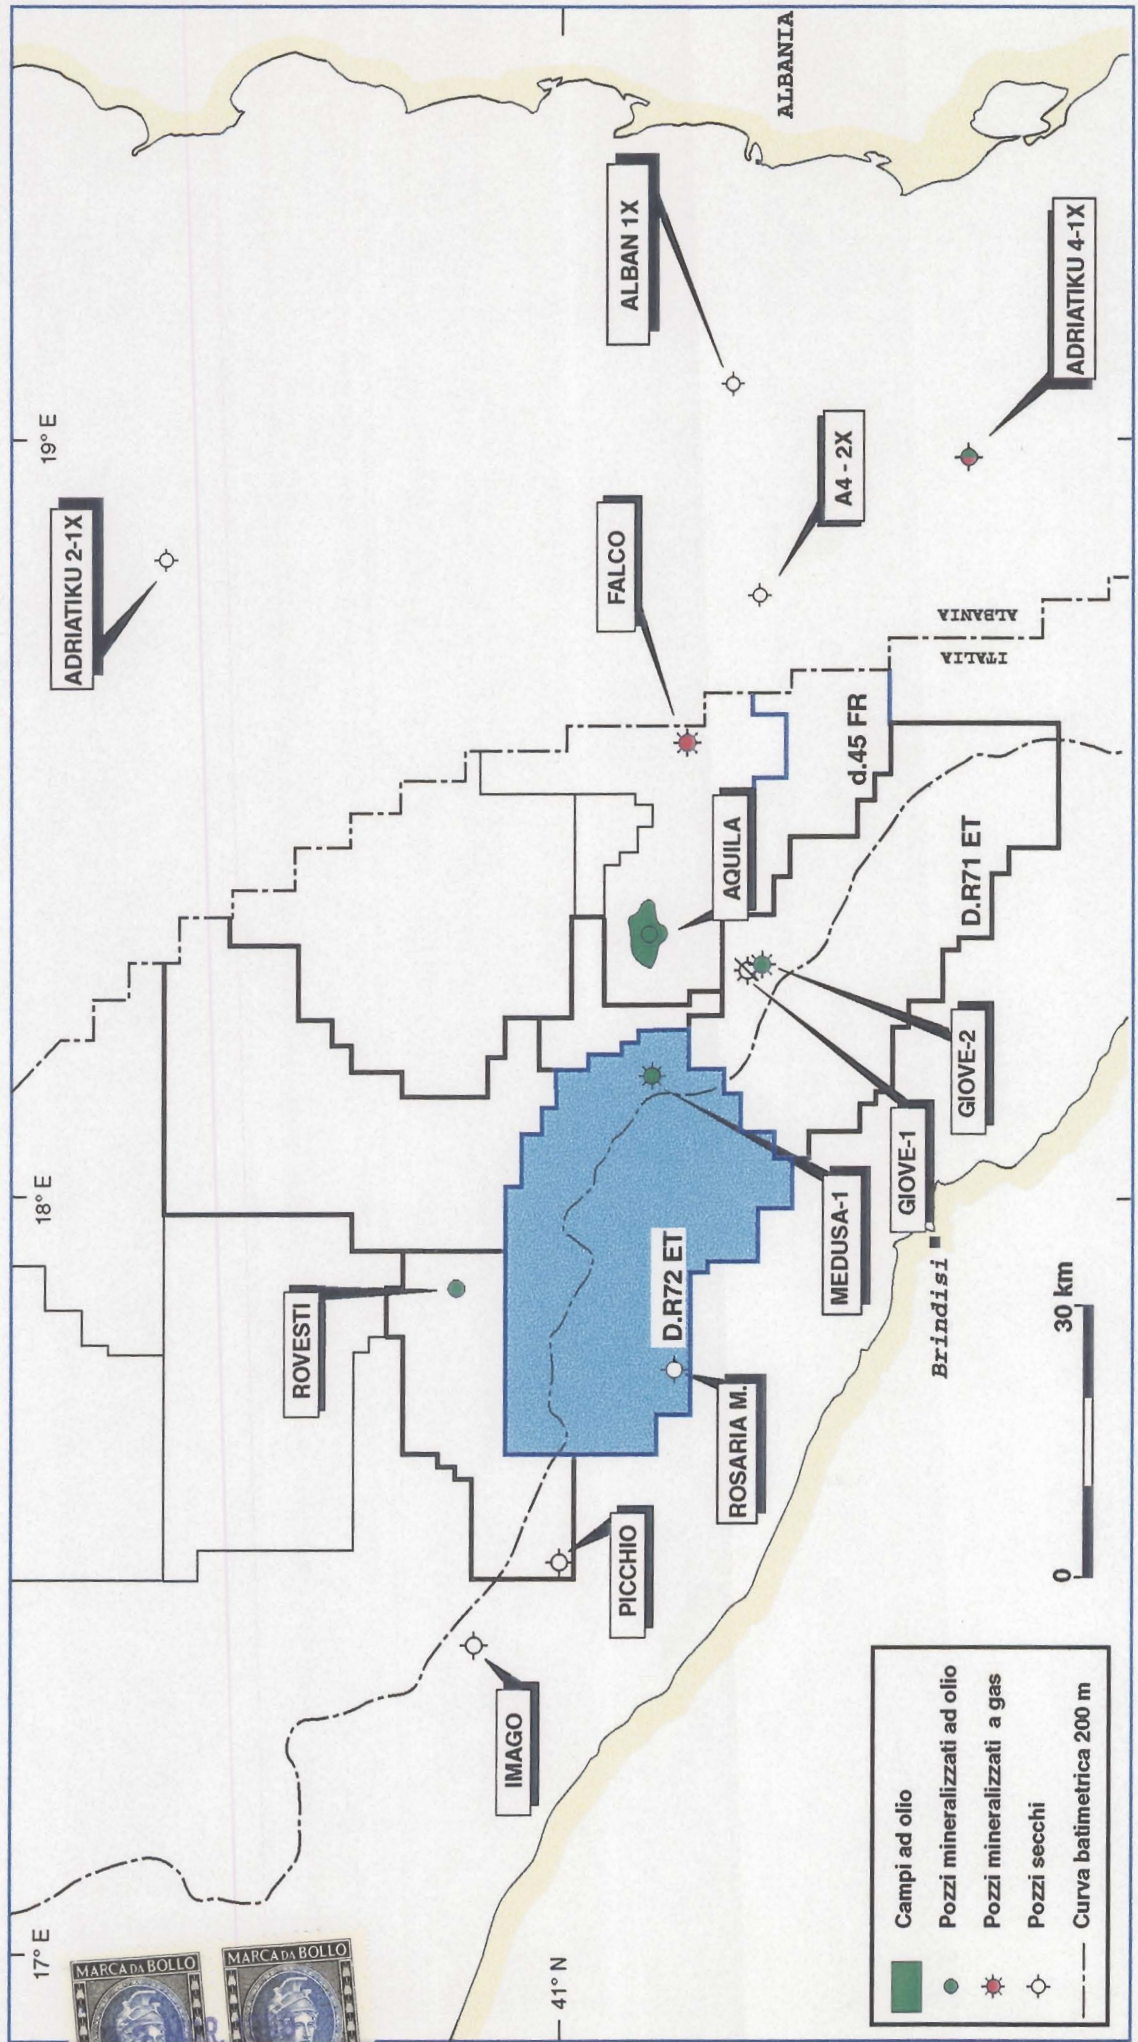 17° E
18° E
19° E
41° N
MARCA DA BOLLO
MARCA DA BOLLO
ADRIATIKU 2-1X
ROVESTI
IMAGO
PICCHIO
ROSARIA M.
D.R72 ET
MEDUSA-1
GIOVE-1
GIOVE-2
AQUILA
FALCO
ALBAN 1X
A4 - 2X
ADRIATIKU 4-1X
d.45 FR
D.R71 ET
ITALIA
ALBANIA
ALBANIA
Brindisi
0
30 km
Campi ad olio
Pozzi mineralizzati ad olio
Pozzi mineralizzati a gas
Pozzi secchi
Curva batimetrica 200 m